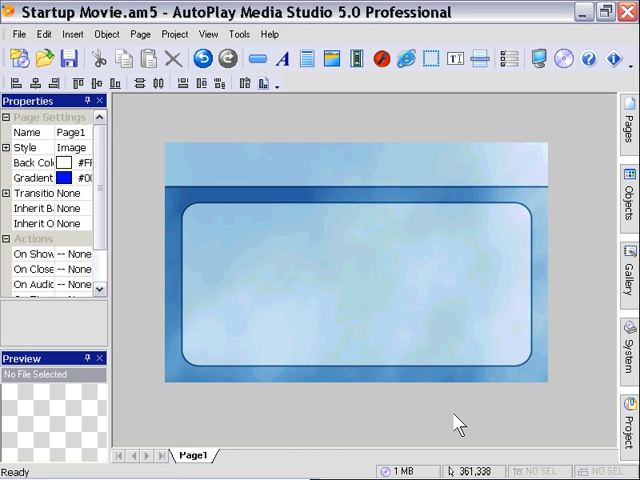 Startup Movie.am5 - AutoPlay Media Studio 5.0 Professional
File Edit Insert Object Page Project View Tools Help
Properties
Page Settings
Name Page1
Style Image
Back Col #FF
Gradient #00
Transitio None
Inherit B None
Inherit O None
Actions
On Show -- None
On Close -- None
On Audio -- None
Preview
No File Selected
Pages
Objects
Gallery
System
Project
Page1
Ready
1 MB
361,338
NO SEL
NO SEL